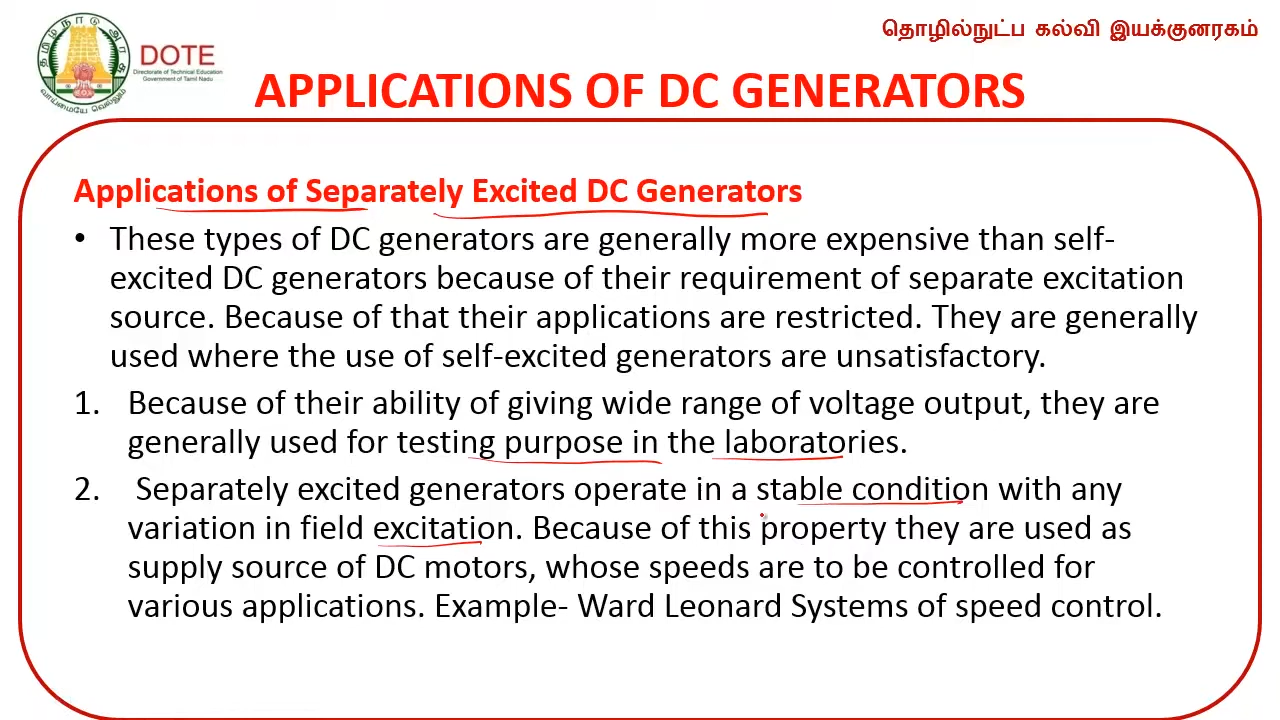 தொழில்நுட்ப கல்வி இயக்குனரகம்
DOTE
Directorate of Technical Education
Government of Tamil Nadu
APPLICATIONS OF DC GENERATORS
Applications of Separately Excited DC Generators
• These types of DC generators are generally more expensive than self-
excited DC generators because of their requirement of separate excitation
source. Because of that their applications are restricted. They are generally
used where the use of self-excited generators are unsatisfactory.
1. Because of their ability of giving wide range of voltage output, they are
generally used for testing purpose in the laboratories.
2. Separately excited generators operate in a stable condition with any
variation in field excitation. Because of this property they are used as
supply source of DC motors, whose speeds are to be controlled for
various applications. Example- Ward Leonard Systems of speed control.